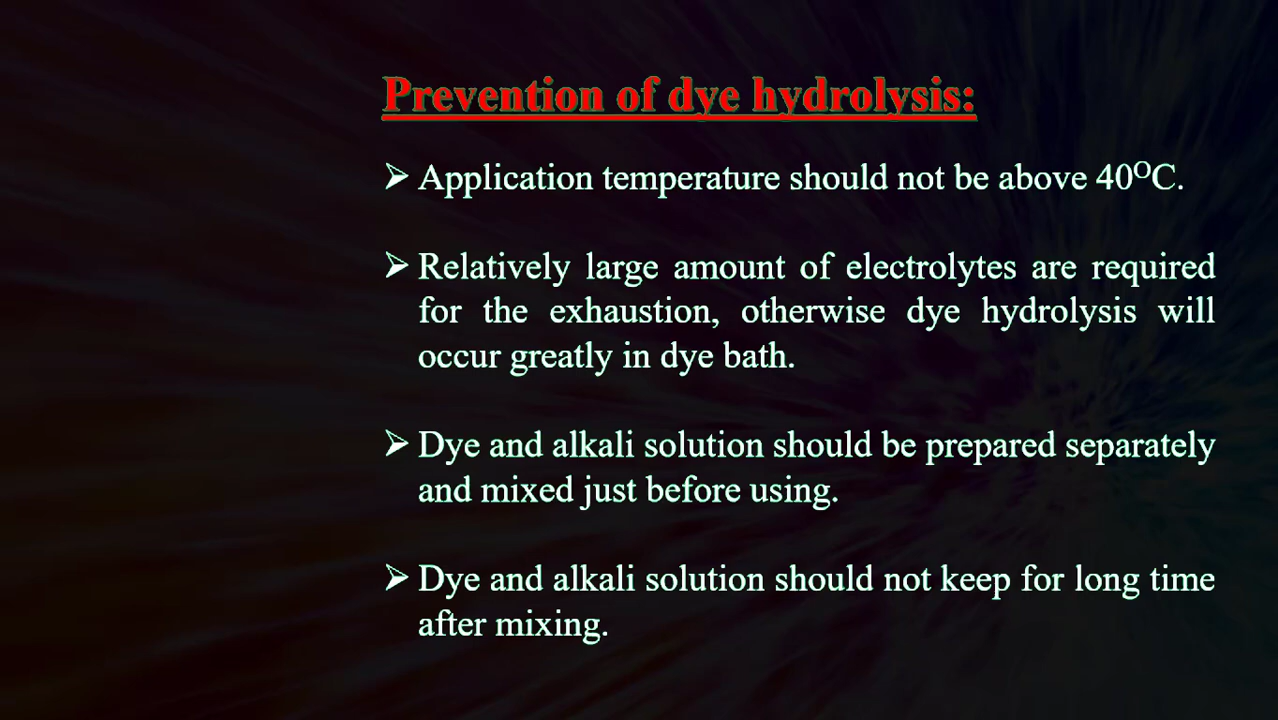 Prevention of dye hydrolysis:
➢ Application temperature should not be above 40ᴼC.
➢ Relatively large amount of electrolytes are required
for the exhaustion, otherwise dye hydrolysis will
occur greatly in dye bath.
➢ Dye and alkali solution should be prepared separately
and mixed just before using.
➢ Dye and alkali solution should not keep for long time
after mixing.